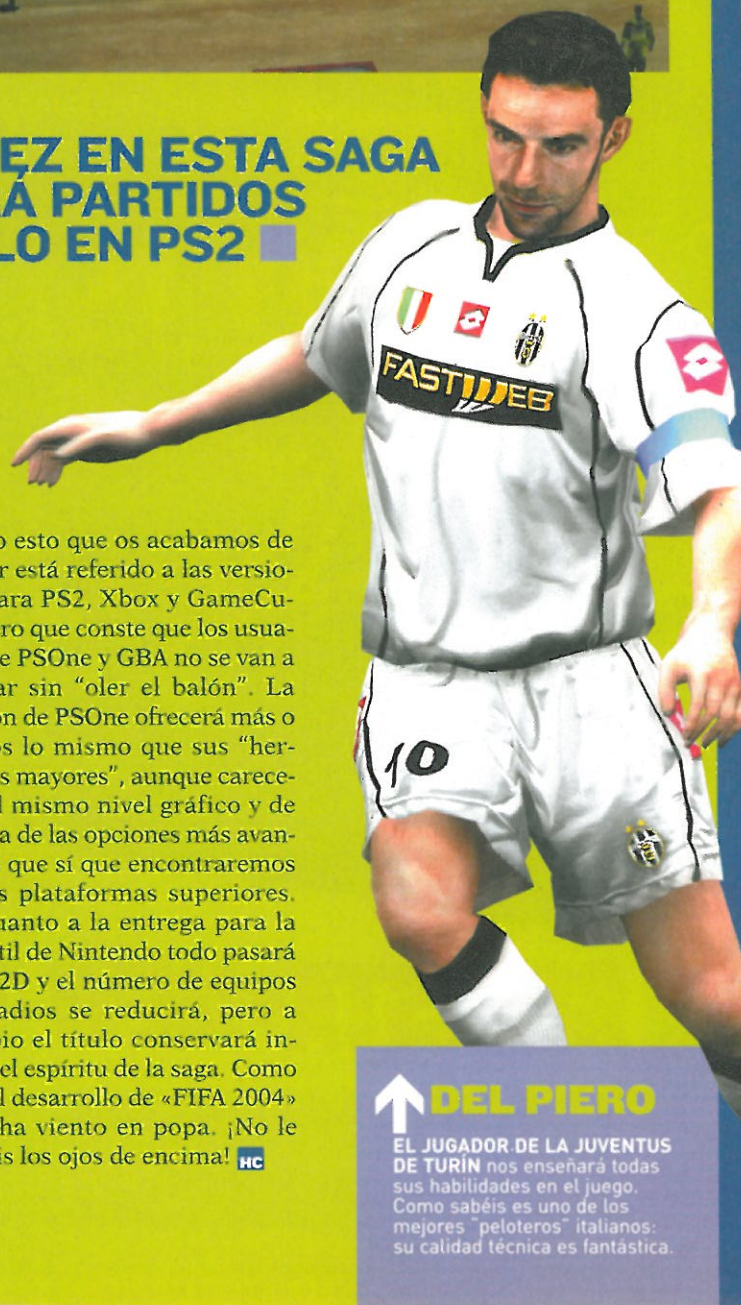 EZ EN ESTA SAGA
Á PARTIDOS
LO EN PS2
FASTWEB
10
o esto que os acabamos de
r está referido a las versio-
ara PS2, Xbox y GameCu-
ro que conste que los usua-
e PSOne y GBA no se van a
ar sin "oler el balón". La
ón de PSOne ofrecerá más o
s lo mismo que sus "her-
s mayores", aunque carece-
l mismo nivel gráfico y de
a de las opciones más avan-
que sí que encontraremos
s plataformas superiores.
uanto a la entrega para la
til de Nintendo todo pasará
2D y el número de equipos
adios se reducirá, pero a
io el título conservará in-
el espíritu de la saga. Como
l desarrollo de «FIFA 2004»
ha viento en popa. ¡No le
is los ojos de encima! HC
DEL PIERO
EL JUGADOR DE LA JUVENTUS
DE TURÍN nos enseñará todas
sus habilidades en el juego.
Como sabéis es uno de los
mejores "peloteros" italianos:
su calidad técnica es fantástica.